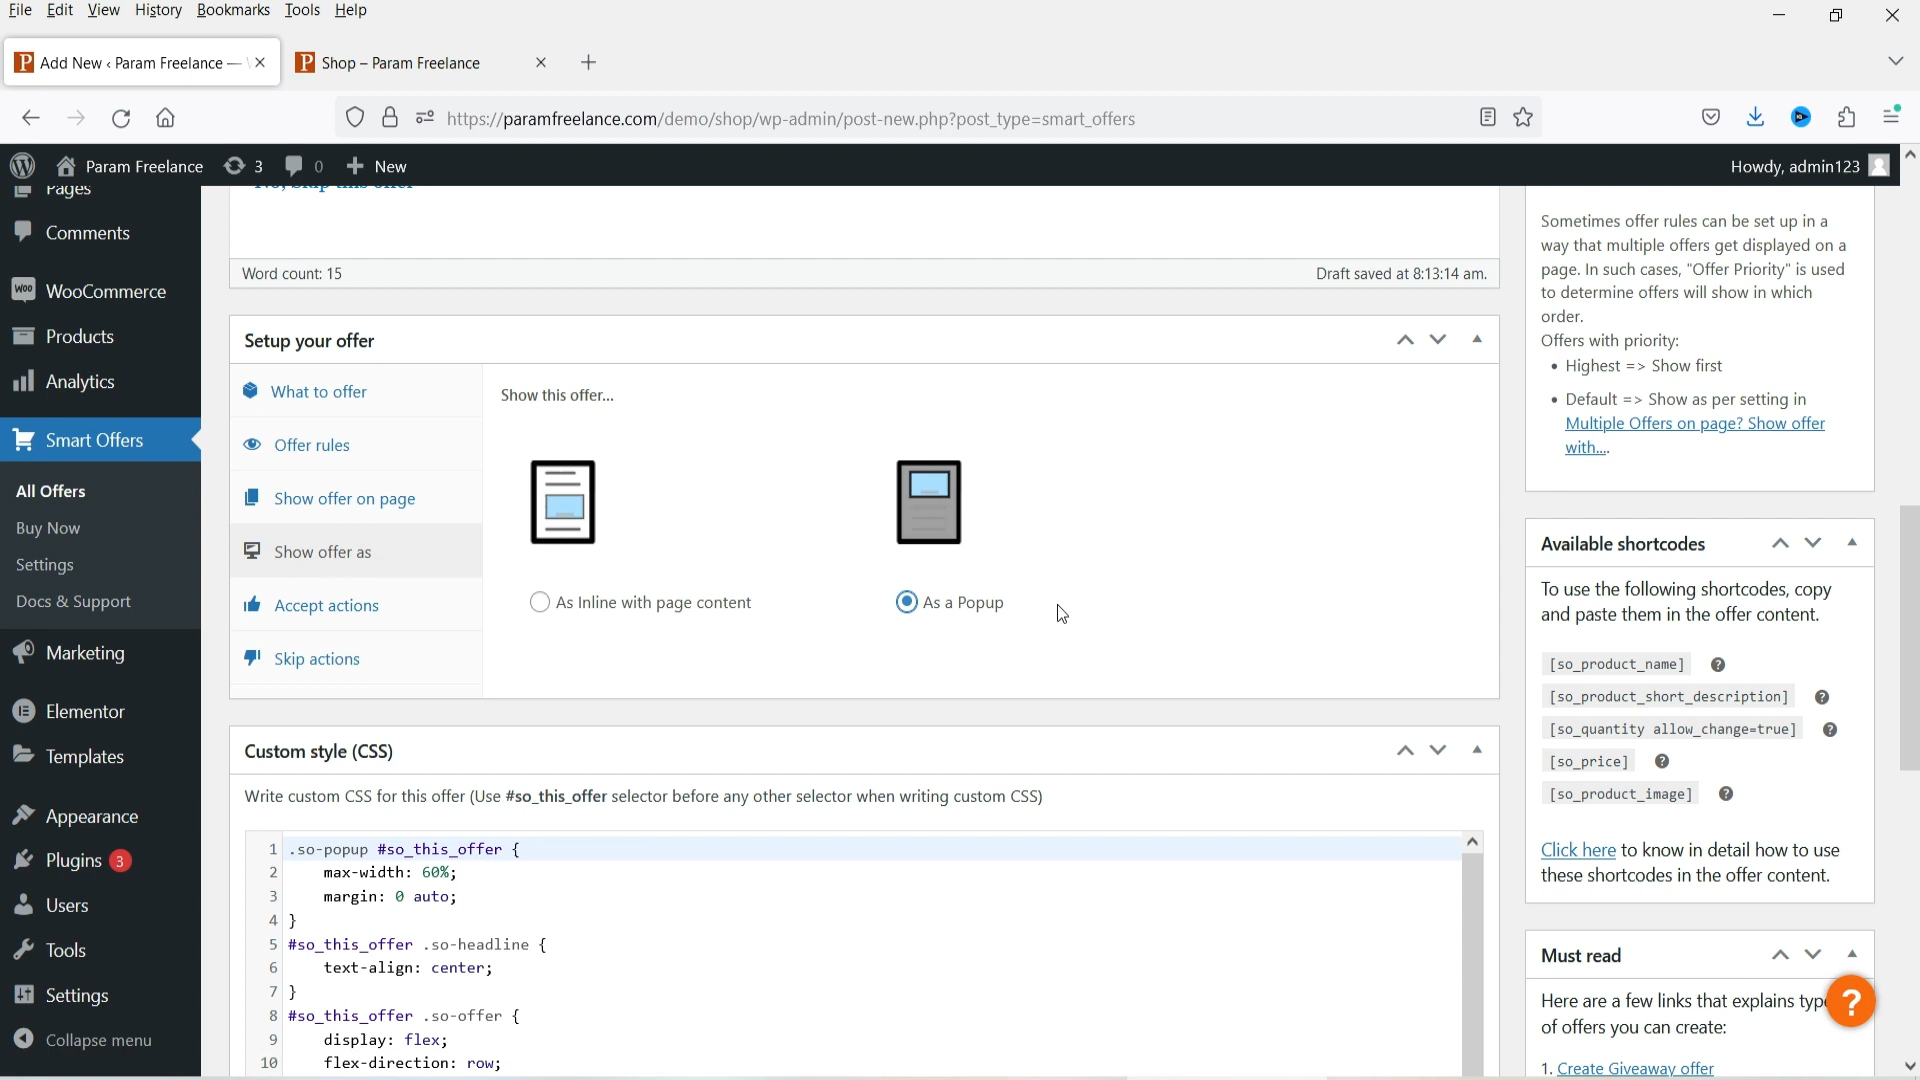 File Edit View History Bookmarks Tools Help
Add New ‹ Param Freelance — W
Shop – Param Freelance
https://paramfreelance.com/demo/shop/wp-admin/post-new.php?post_type=smart_offers
Param Freelance 3 0 New
Howdy, admin123
Pages
Comments
WooCommerce
Products
Analytics
Smart Offers
All Offers
Buy Now
Settings
Docs & Support
Marketing
Elementor
Templates
Appearance
Plugins 3
Users
Tools
Settings
Collapse menu
No, Skip this offer
Word count: 15
Draft saved at 8:13:14 am.
Setup your offer
What to offer
Offer rules
Show offer on page
Show offer as
Accept actions
Skip actions
Show this offer...
As Inline with page content
As a Popup
Custom style (CSS)
Write custom CSS for this offer (Use #so_this_offer selector before any other selector when writing custom CSS)
1 .so-popup #so_this_offer {
2 max-width: 60%;
3 margin: 0 auto;
4 }
5 #so_this_offer .so-headline {
6 text-align: center;
7 }
8 #so_this_offer .so-offer {
9 display: flex;
10 flex-direction: row;
Sometimes offer rules can be set up in a
way that multiple offers get displayed on a
page. In such cases, "Offer Priority" is used
to determine offers will show in which
order.
Offers with priority:
• Highest => Show first
• Default => Show as per setting in
Multiple Offers on page? Show offer
with....
Available shortcodes
To use the following shortcodes, copy
and paste them in the offer content.
[so_product_name] ?
[so_product_short_description] ?
[so_quantity allow_change=true] ?
[so_price] ?
[so_product_image] ?
Click here to know in detail how to use
these shortcodes in the offer content.
Must read
Here are a few links that explains type
of offers you can create:
1. Create Giveaway offer
?